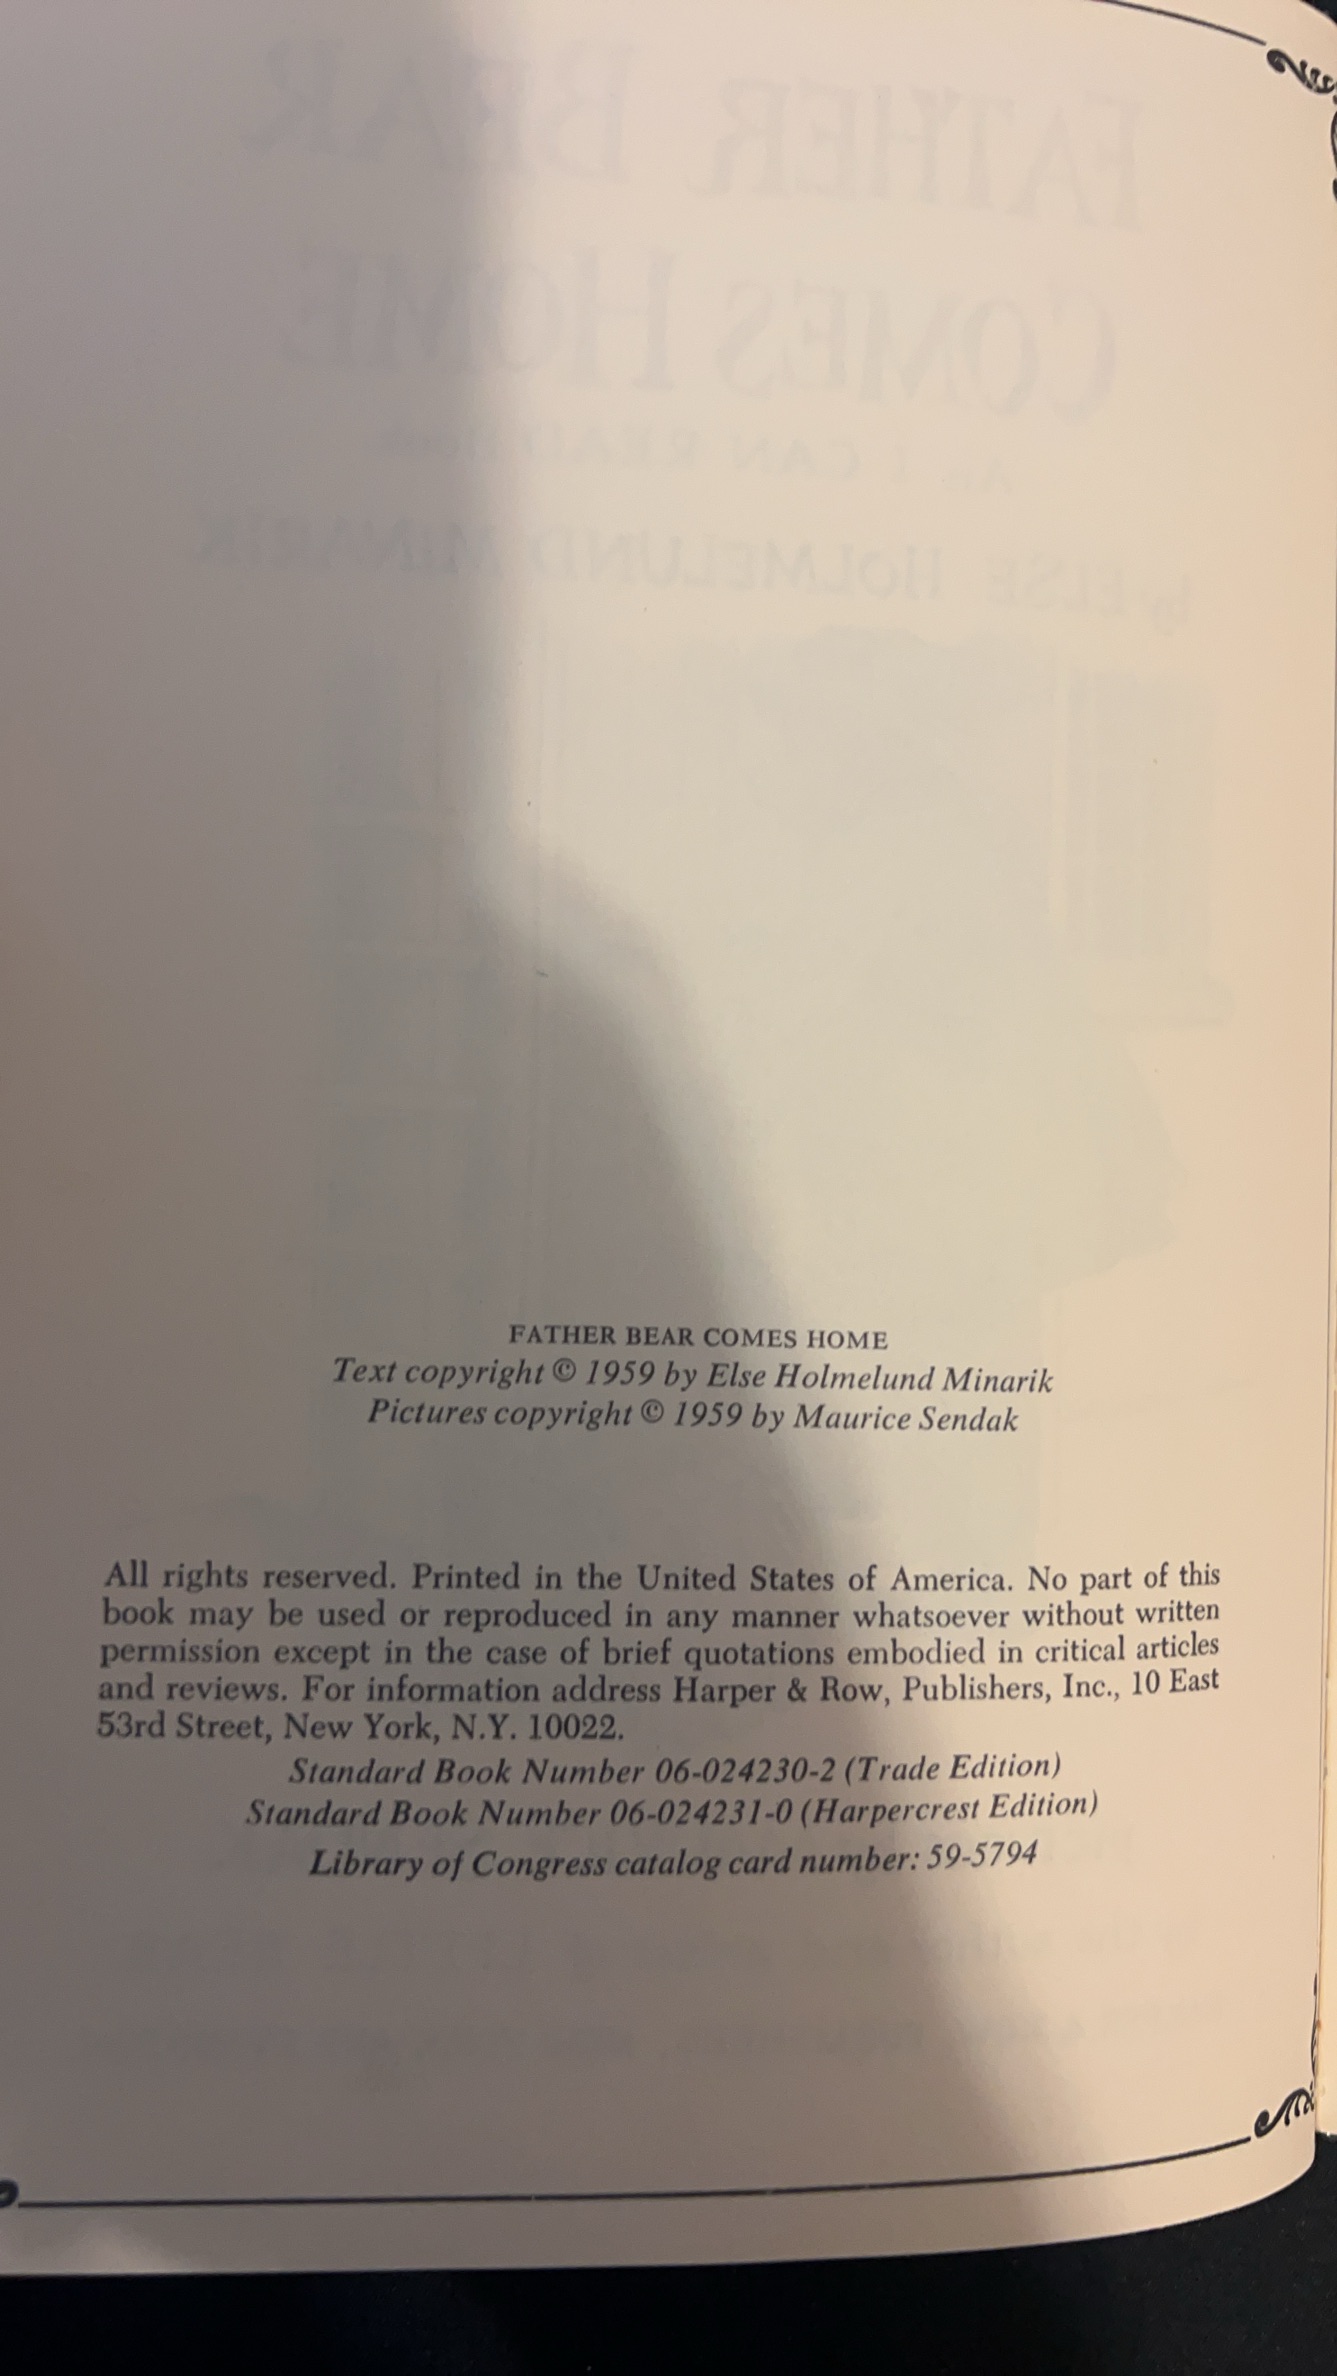 FATHER BEAR COMES HOME
Text copyright © 1959 by Else Holmelund Minarik
Pictures copyright © 1959 by Maurice Sendak
All rights reserved. Printed in the United States of America. No part of this
book may be used or reproduced in any manner whatsoever without written
permission except in the case of brief quotations embodied in critical articles
and reviews. For information address Harper & Row, Publishers, Inc., 10 East
53rd Street, New York, N.Y. 10022.
Standard Book Number 06-024230-2 (Trade Edition)
Standard Book Number 06-024231-0 (Harpercrest Edition)
Library of Congress catalog card number: 59-5794